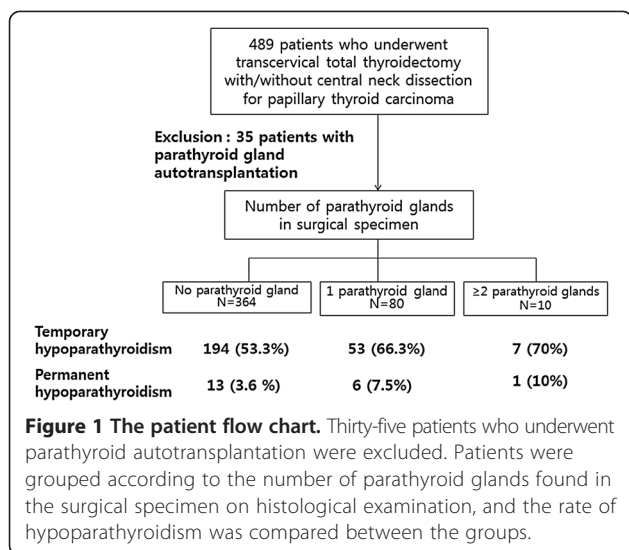 489 patients who underwent
transcervical total thyroidectomy
with/without central neck dissection
for papillary thyroid carcinoma
Exclusion : 35 patients with
parathyroid gland
autotransplantation
Number of parathyroid glands
in surgical specimen
No parathyroid gland
N=364
1 parathyroid gland
N=80
≥2 parathyroid glands
N=10
Temporary
hypoparathyroidism
194 (53.3%) 53 (66.3%) 7 (70%)
Permanent
hypoparathyroidism
13 (3.6 %) 6 (7.5%) 1 (10%)
Figure 1 The patient flow chart. Thirty-five patients who underwent
parathyroid autotransplantation were excluded. Patients were
grouped according to the number of parathyroid glands found in
the surgical specimen on histological examination, and the rate of
hypoparathyroidism was compared between the groups.